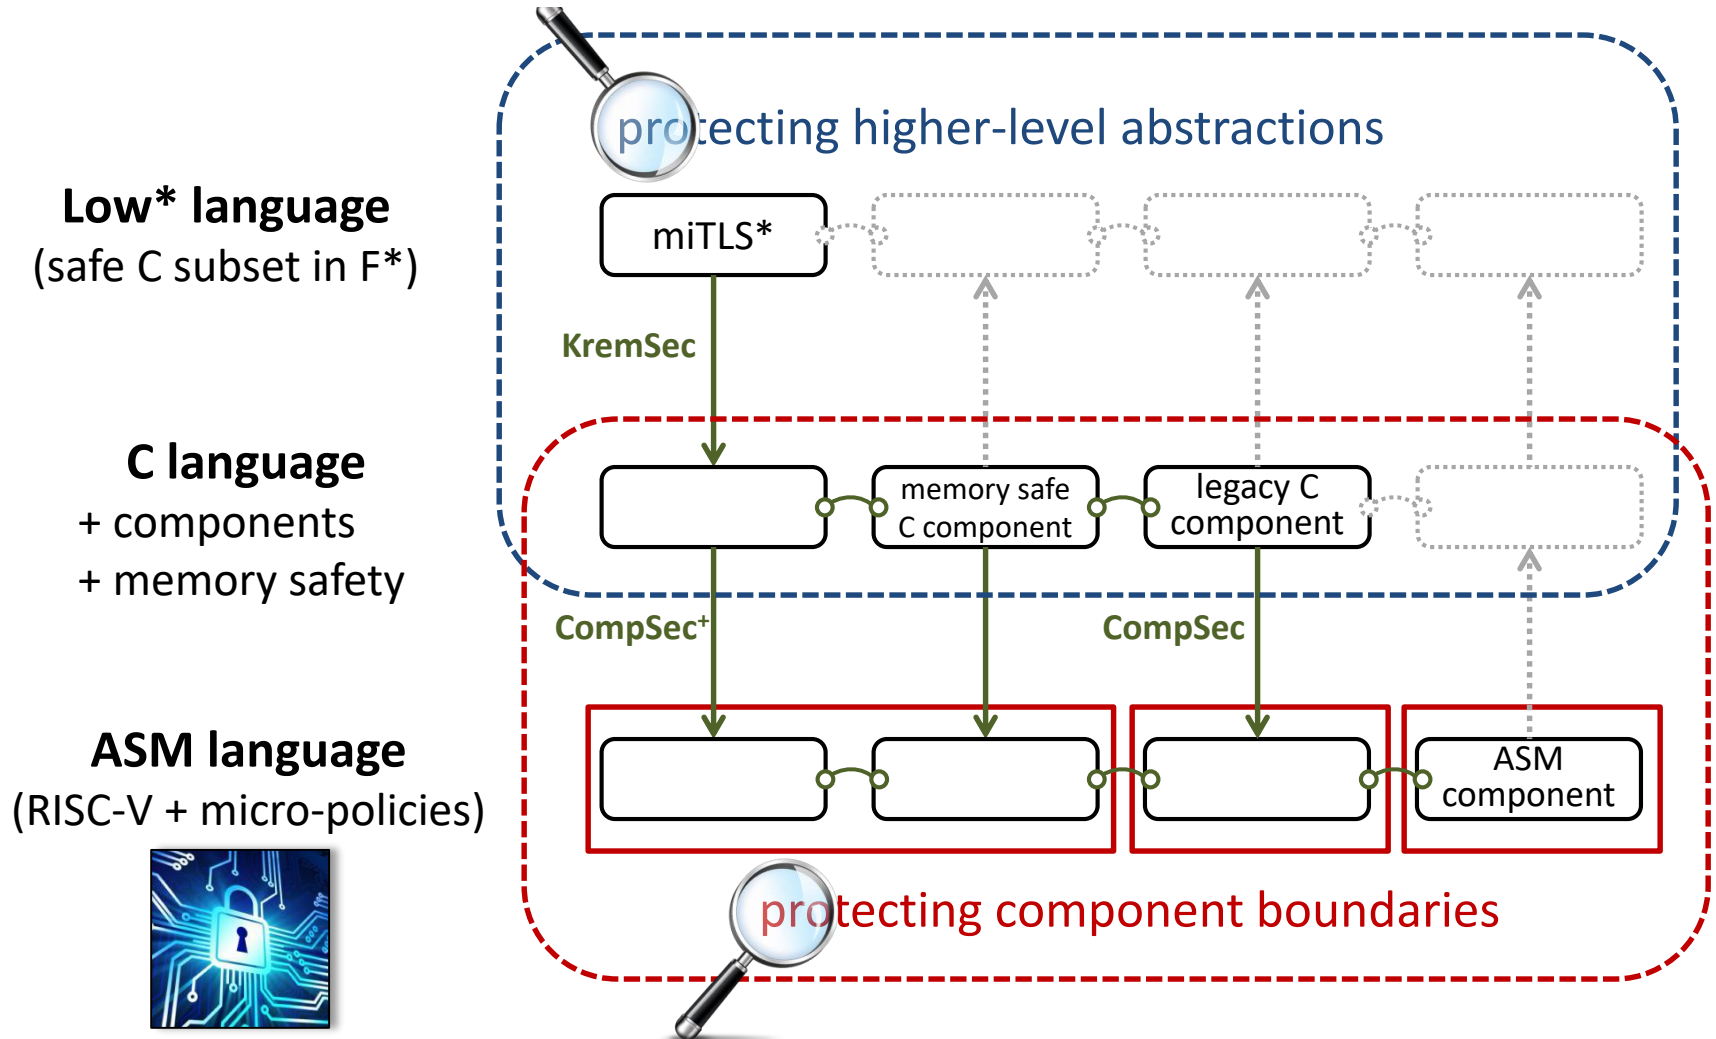 protecting higher-level abstractions
Low* language
(safe C subset in F*)
miTLS*
KremSec
C language
+ components
+ memory safety
memory safe
C component
legacy C
component
CompSec⁺
CompSec
ASM language
(RISC-V + micro-policies)
ASM
component
protecting component boundaries